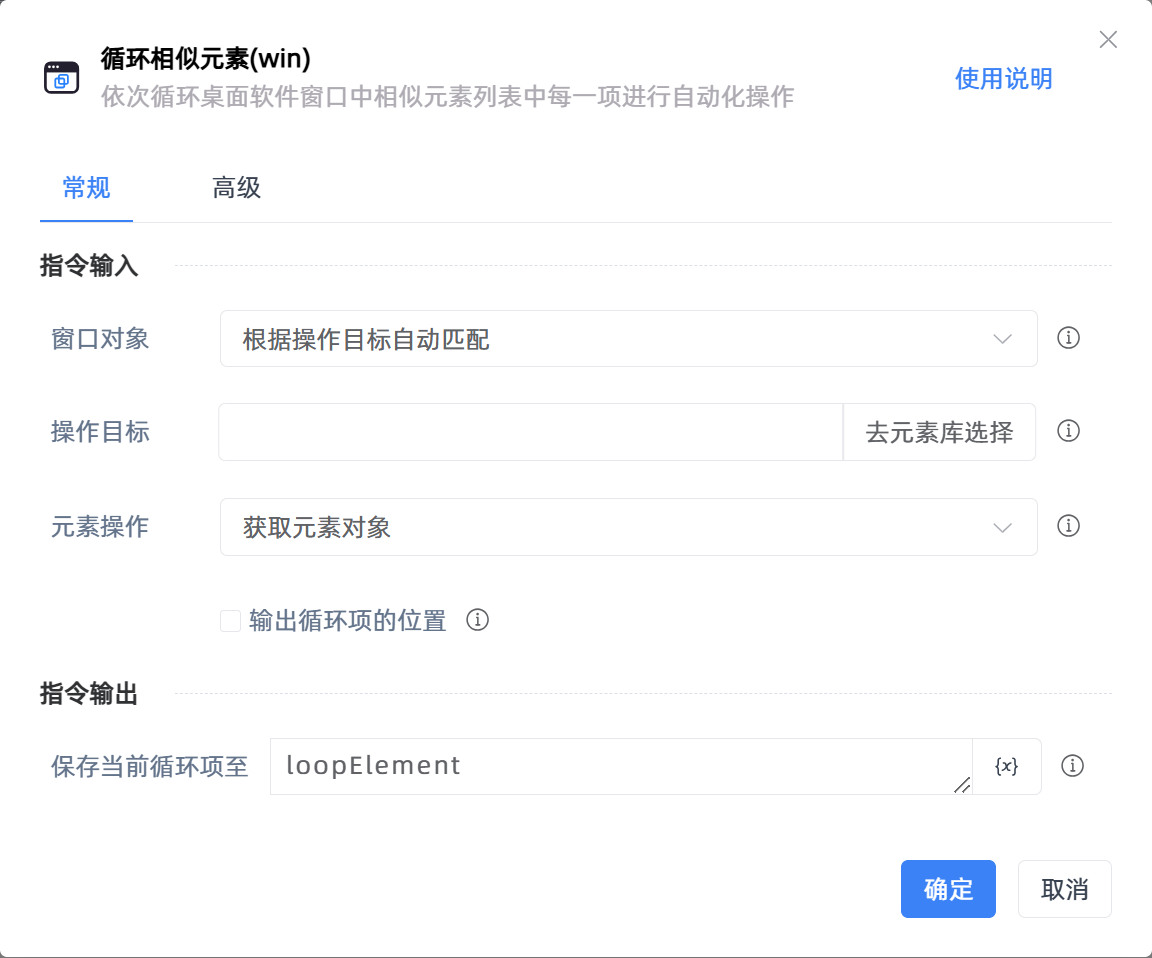 循环相似元素(win)
使用说明
依次循环桌面软件窗口中相似元素列表中每一项进行自动化操作
常规 高级
指令输入
窗口对象 根据操作目标自动匹配
操作目标 去元素库选择
元素操作 获取元素对象
输出循环项的位置
指令输出
保存当前循环项至 loopElement {x}
确定 取消